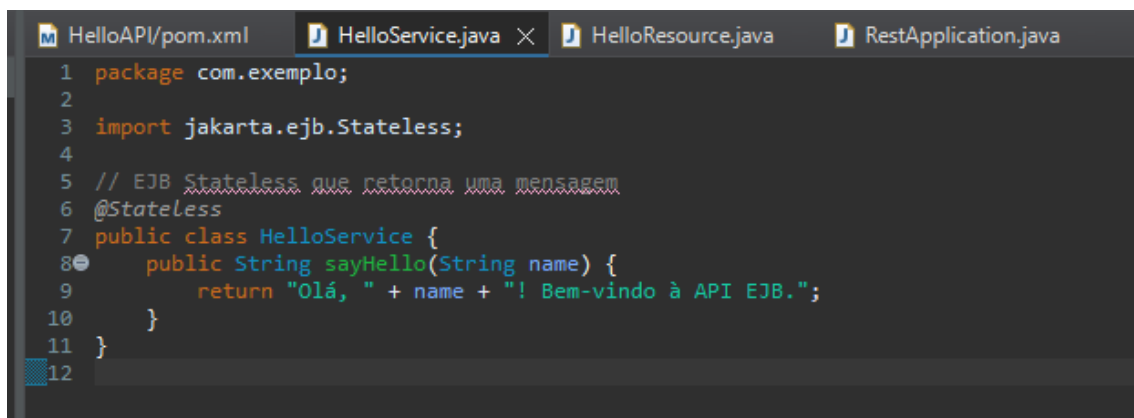 HelloAPI/pom.xml HelloService.java HelloResource.java RestApplication.java
1 package com.exemplo;
2
3 import jakarta.ejb.Stateless;
4
5 // EJB Stateless que retorna uma mensagem
6 @Stateless
7 public class HelloService {
8 public String sayHello(String name) {
9 return "Olá, " + name + "! Bem-vindo à API EJB.";
10 }
11 }
12